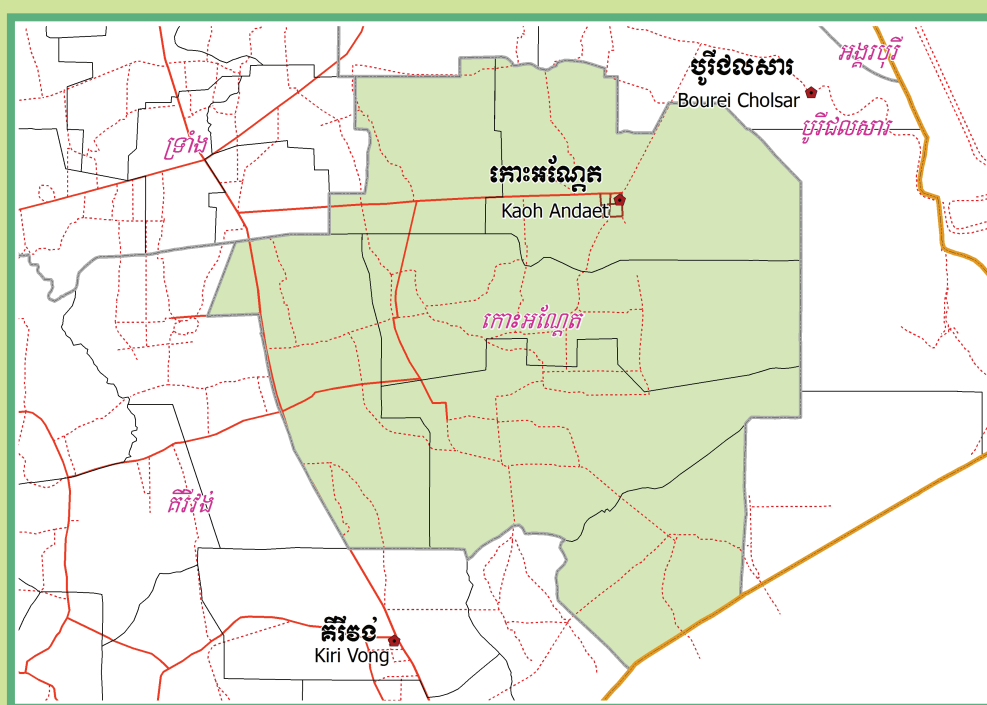 អង្គរបុរី
បូរីជលសារ
Bourei Cholsar
បូរីជលសារ
ទ្រាំង
កោះអណ្ដែត
Kaoh Andaet
កោះអណ្ដែត
គិរីវង់
គិរីវង់
Kiri Vong